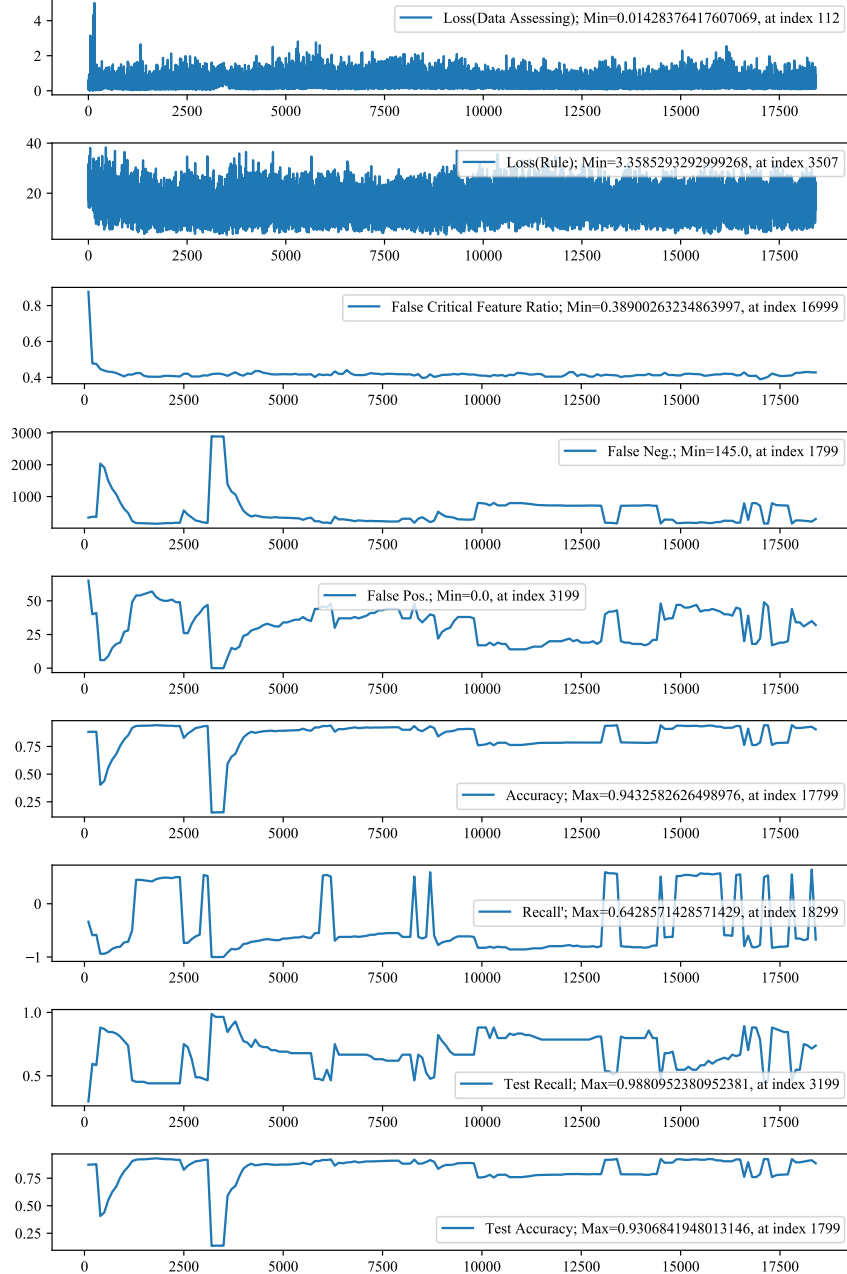 Loss(Data Assessing); Min=0.01428376417607069, at index 112
4
2
0
0 2500 5000 7500 10000 12500 15000 17500
Loss(Rule); Min=3.3585293292999268, at index 3507
40
20
0 2500 5000 7500 10000 12500 15000 17500
False Critical Feature Ratio; Min=0.38900263234863997, at index 16999
0.8
0.6
0.4
0 2500 5000 7500 10000 12500 15000 17500
False Neg.; Min=145.0, at index 1799
3000
2000
1000
0 2500 5000 7500 10000 12500 15000 17500
False Pos.; Min=0.0, at index 3199
50
25
0
0 2500 5000 7500 10000 12500 15000 17500
Accuracy; Max=0.9432582626498976, at index 17799
0.75
0.50
0.25
0 2500 5000 7500 10000 12500 15000 17500
Recall'; Max=0.6428571428571429, at index 18299
0
−1
0 2500 5000 7500 10000 12500 15000 17500
Test Recall; Max=0.9880952380952381, at index 3199
1.0
0.5
0 2500 5000 7500 10000 12500 15000 17500
Test Accuracy; Max=0.9306841948013146, at index 1799
0.75
0.50
0.25
0 2500 5000 7500 10000 12500 15000 17500